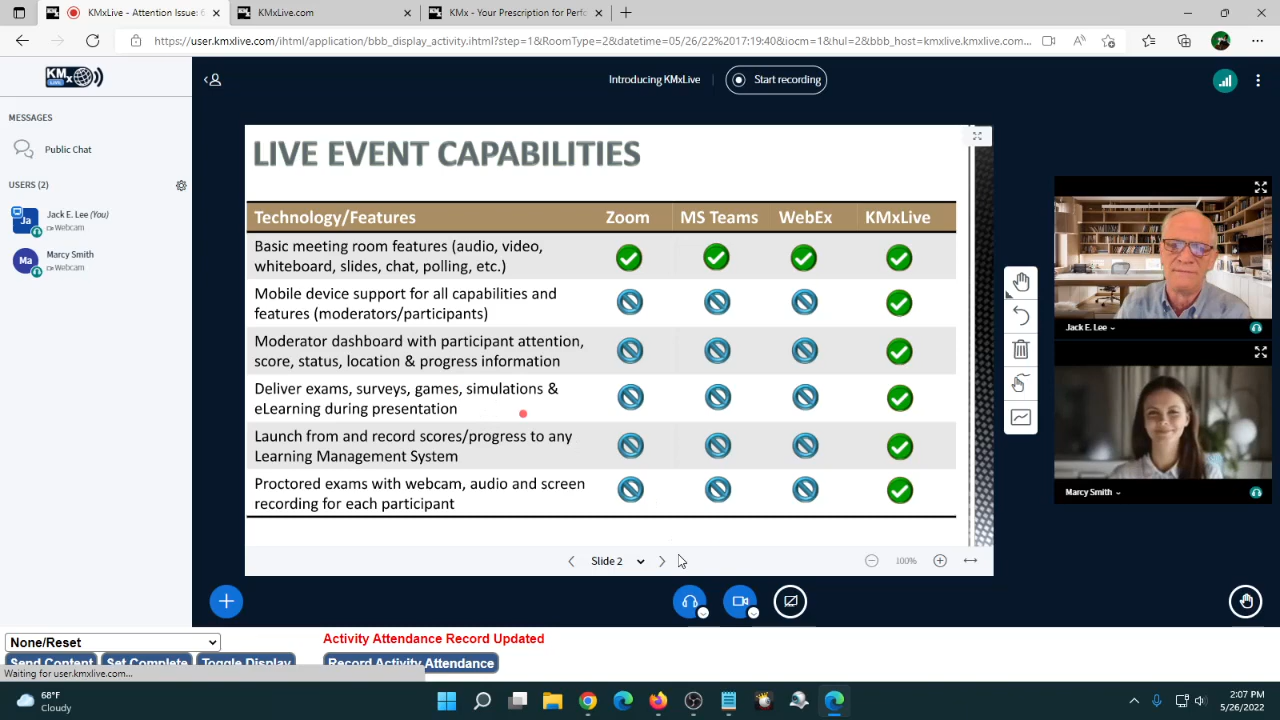 KMxLive - Attention Issue: 6
KMxLive.com
KMx - Your Prescription for Perfo
https://user.kmxlive.com/ihtml/application/bbb_display_activity.ihtml?step=1&RoomType=2&datetime=05/26/22%2017:19:40&iocm=1&hul=2&bbb_host=kmxlive.kmxlive.com...
KMx
LIVE
Introducing KMxLive
Start recording
MESSAGES
Public Chat
USERS (2)
Ja
Jack E. Lee (You)
Webcam
Ma
Marcy Smith
Webcam
LIVE EVENT CAPABILITIES
Technology/Features Zoom MS Teams WebEx KMxLive
Basic meeting room features (audio, video,
whiteboard, slides, chat, polling, etc.)
Mobile device support for all capabilities and
features (moderators/participants)
Moderator dashboard with participant attention,
score, status, location & progress information
Deliver exams, surveys, games, simulations &
eLearning during presentation
Launch from and record scores/progress to any
Learning Management System
Proctored exams with webcam, audio and screen
recording for each participant
Jack E. Lee
Marcy Smith
Slide 2
100%
None/Reset
Activity Attendance Record Updated
Send Content Set Complete Toggle Display Record Activity Attendance
Waiting for user.kmxlive.com...
68°F
Cloudy
2:07 PM
5/26/2022